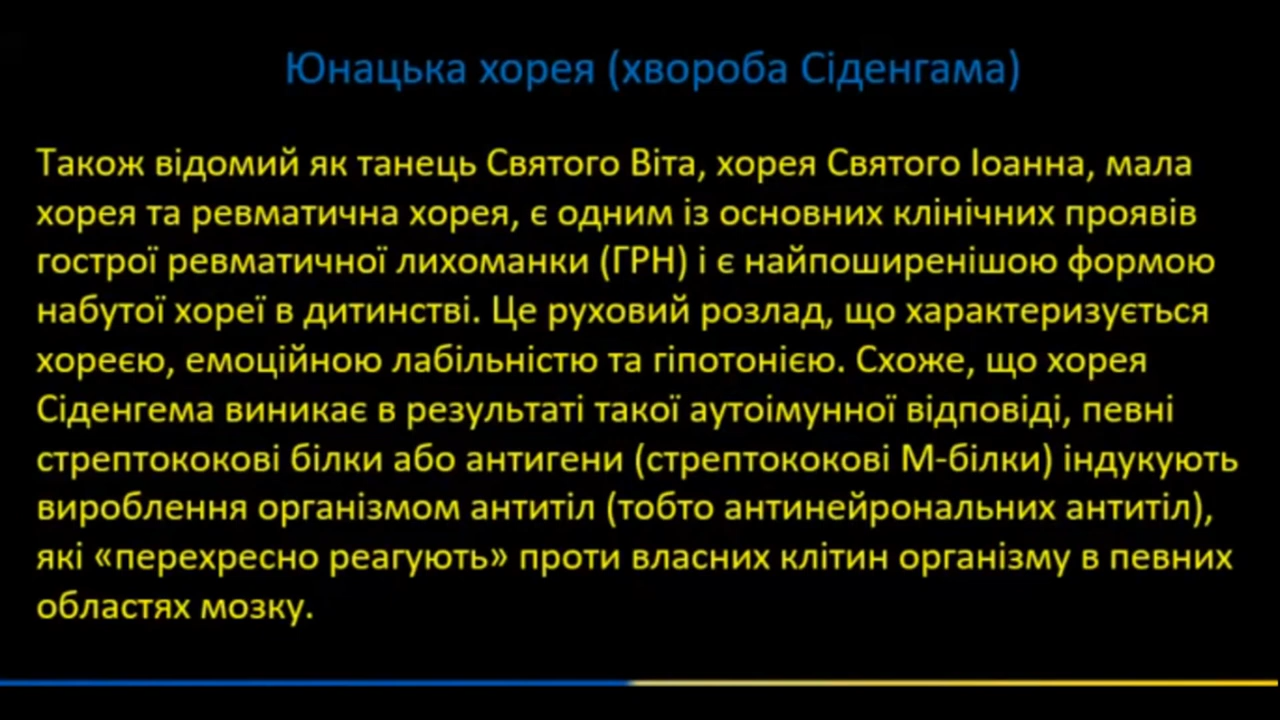 Юнацька хорея (хвороба Сіденгама)
Також відомий як танець Святого Віта, хорея Святого Іоанна, мала
хорея та ревматична хорея, є одним із основних клінічних проявів
гострої ревматичної лихоманки (ГРН) і є найпоширенішою формою
набутої хореї в дитинстві. Це руховий розлад, що характеризується
хореєю, емоційною лабільністю та гіпотонією. Схоже, що хорея
Сіденгема виникає в результаті такої аутоімунної відповіді, певні
стрептококові білки або антигени (стрептококові М-білки) індукують
вироблення організмом антитіл (тобто антинейрональних антитіл),
які «перехресно реагують» проти власних клітин організму в певних
областях мозку.